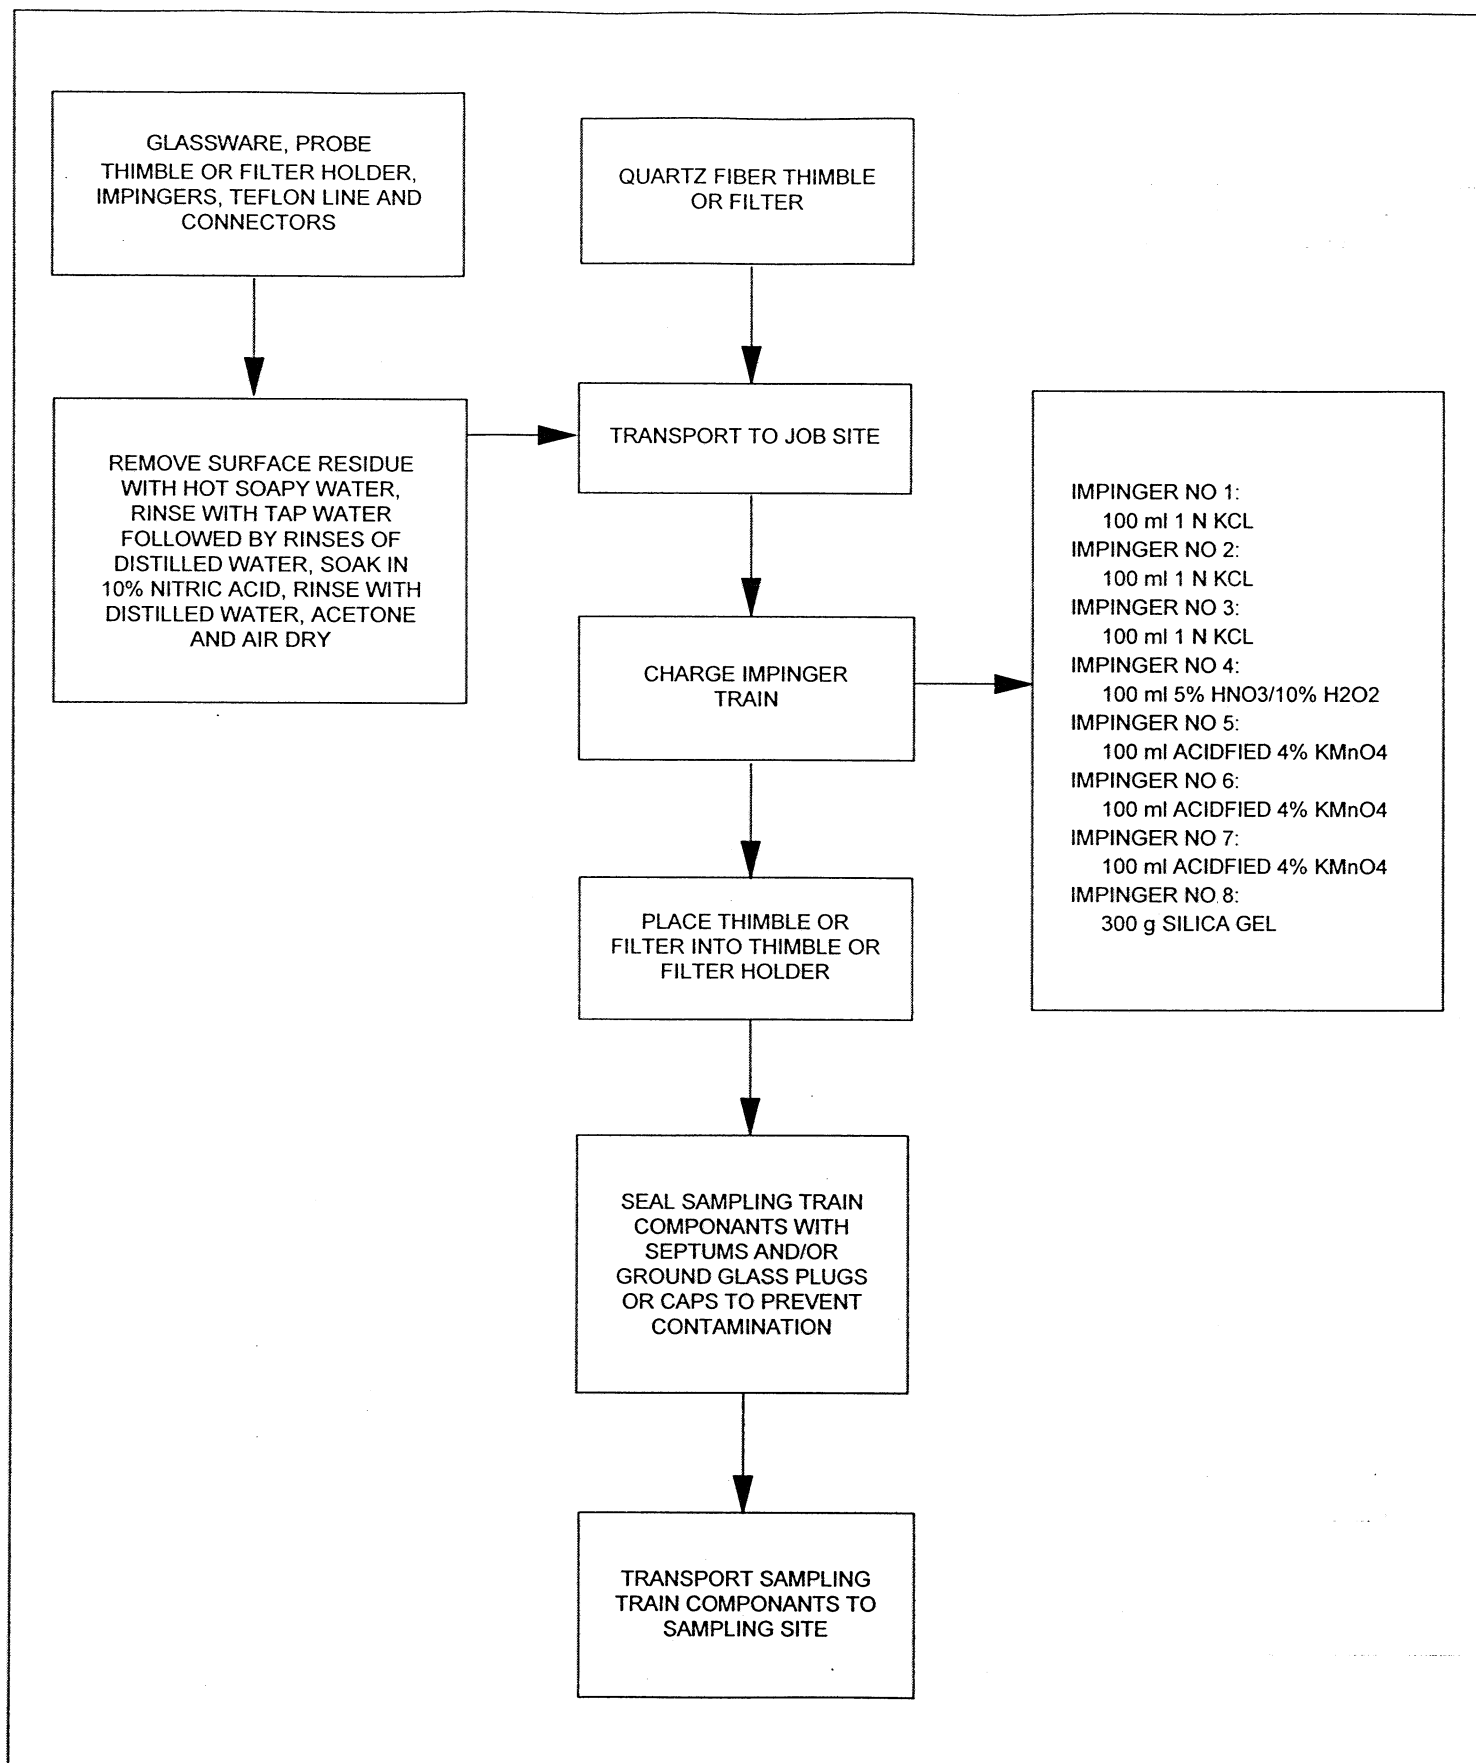 GLASSWARE, PROBE
THIMBLE OR FILTER HOLDER,
IMPINGERS, TEFLON LINE AND
CONNECTORS
QUARTZ FIBER THIMBLE
OR FILTER
REMOVE SURFACE RESIDUE
WITH HOT SOAPY WATER,
RINSE WITH TAP WATER
FOLLOWED BY RINSES OF
DISTILLED WATER, SOAK IN
10% NITRIC ACID, RINSE WITH
DISTILLED WATER, ACETONE
AND AIR DRY
TRANSPORT TO JOB SITE
CHARGE IMPINGER
TRAIN
IMPINGER NO 1:
100 ml 1 N KCL
IMPINGER NO 2:
100 ml 1 N KCL
IMPINGER NO 3:
100 ml 1 N KCL
IMPINGER NO 4:
100 ml 5% HNO3/10% H2O2
IMPINGER NO 5:
100 ml ACIDFIED 4% KMnO4
IMPINGER NO 6:
100 ml ACIDFIED 4% KMnO4
IMPINGER NO 7:
100 ml ACIDFIED 4% KMnO4
IMPINGER NO 8:
300 g SILICA GEL
PLACE THIMBLE OR
FILTER INTO THIMBLE OR
FILTER HOLDER
SEAL SAMPLING TRAIN
COMPONANTS WITH
SEPTUMS AND/OR
GROUND GLASS PLUGS
OR CAPS TO PREVENT
CONTAMINATION
TRANSPORT SAMPLING
TRAIN COMPONANTS TO
SAMPLING SITE